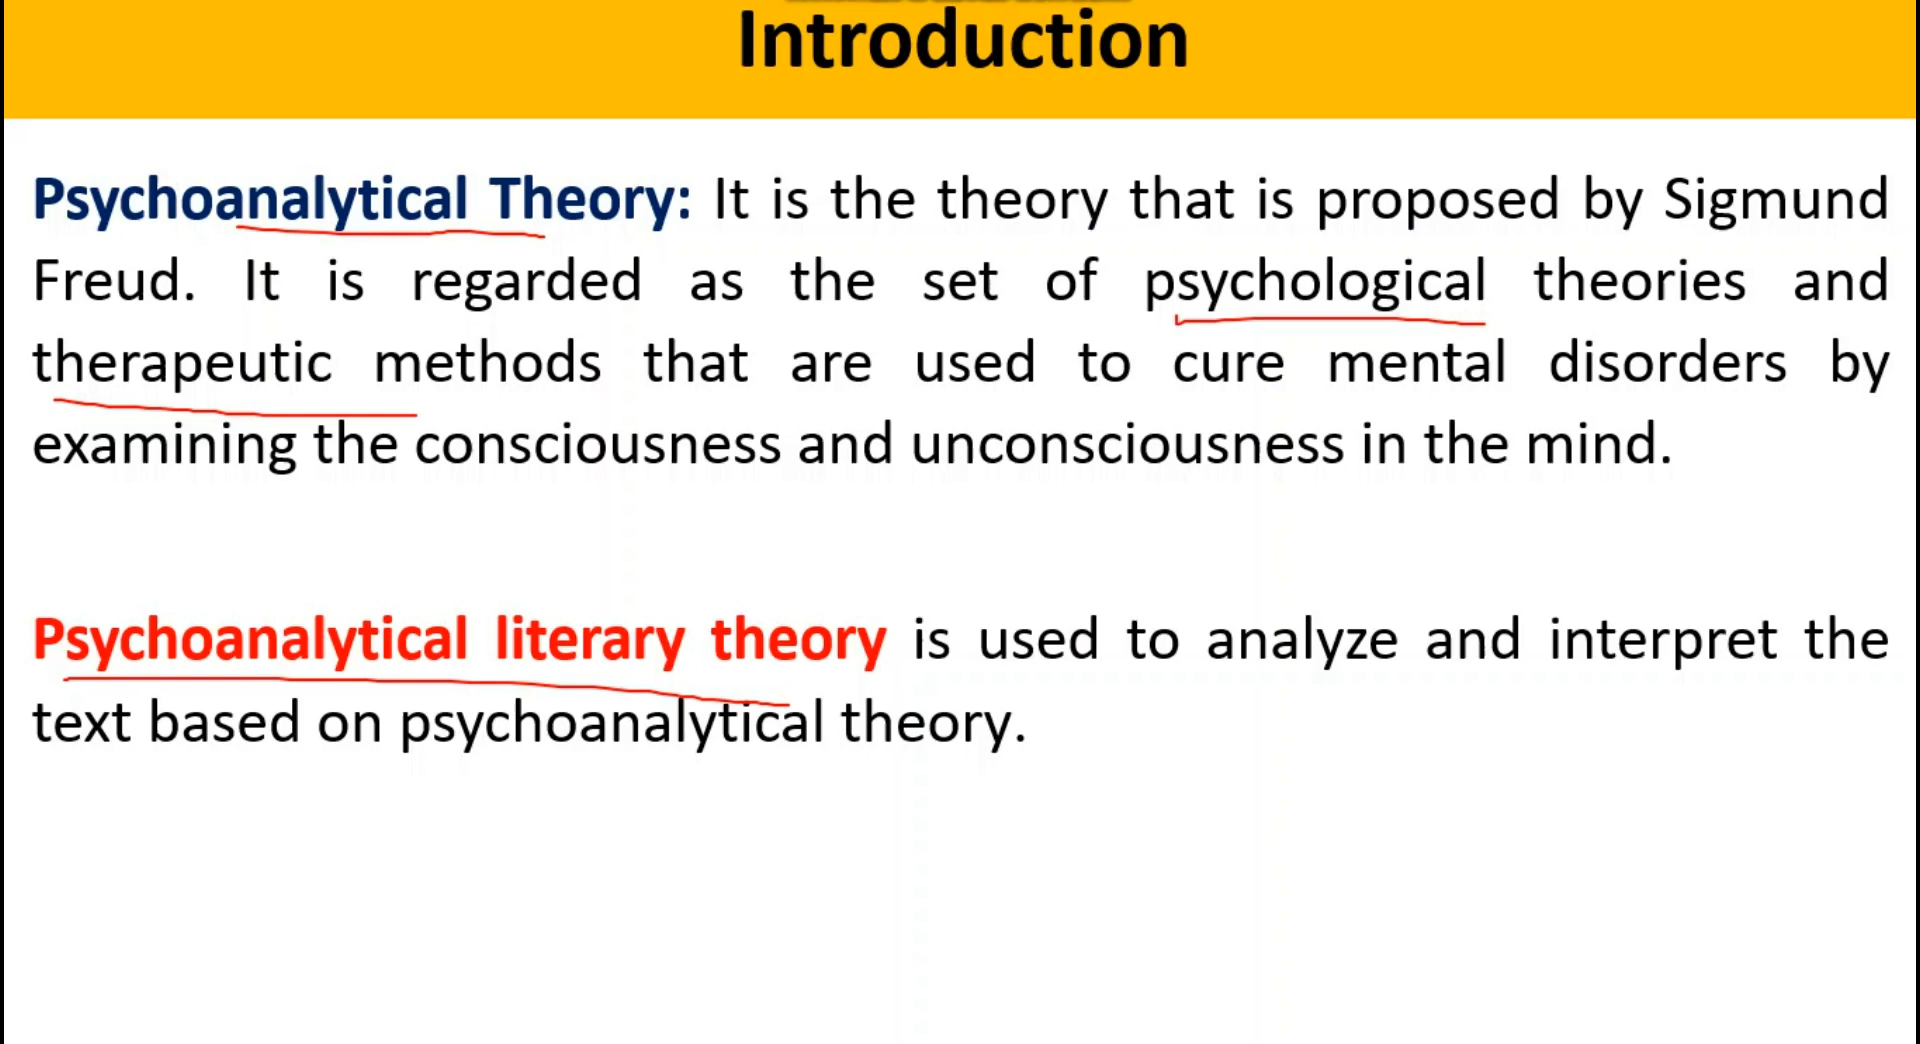 Introduction
Psychoanalytical Theory: It is the theory that is proposed by Sigmund
Freud. It is regarded as the set of psychological theories and
therapeutic methods that are used to cure mental disorders by
examining the consciousness and unconsciousness in the mind.
Psychoanalytical literary theory is used to analyze and interpret the
text based on psychoanalytical theory.